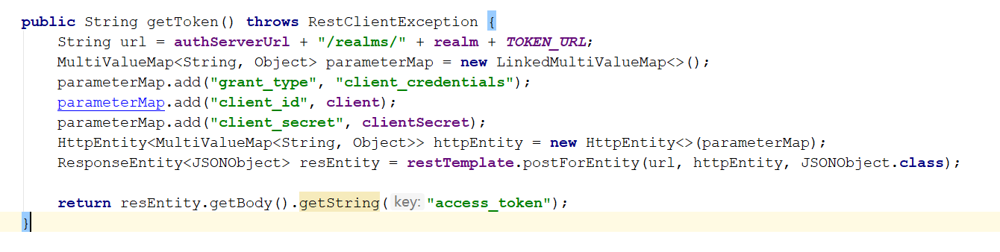 public String getToken() throws RestClientException {
String url = authServerUrl + "/realms/" + realm + TOKEN_URL;
MultiValueMap<String, Object> parameterMap = new LinkedMultiValueMap<>();
parameterMap.add("grant_type", "client_credentials");
parameterMap.add("client_id", client);
parameterMap.add("client_secret", clientSecret);
HttpEntity<MultiValueMap<String, Object>> httpEntity = new HttpEntity<>(parameterMap);
ResponseEntity<JSONObject> resEntity = restTemplate.postForEntity(url, httpEntity, JSONObject.class);
return resEntity.getBody().getString( key: "access_token");
}